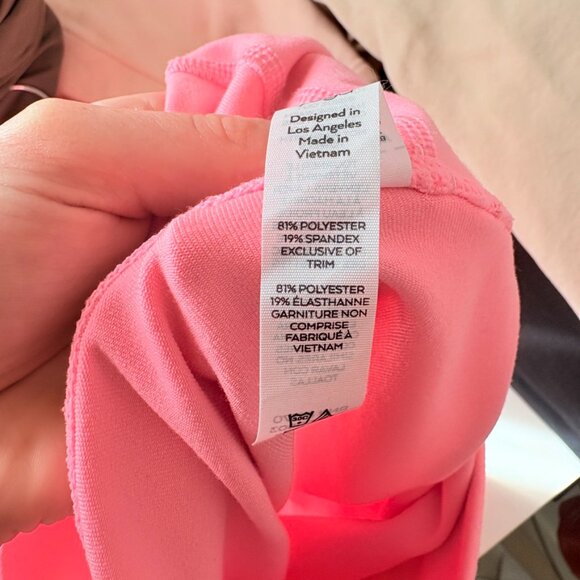 Designed in
Los Angeles
Made in
Vietnam
81% POLYESTER
19% SPANDEX
EXCLUSIVE OF
TRIM
81% POLYESTER
19% ÉLASTHANNE
GARNITURE NON
COMPRISE
FABRIQUÉ À
VIETNAM
30C